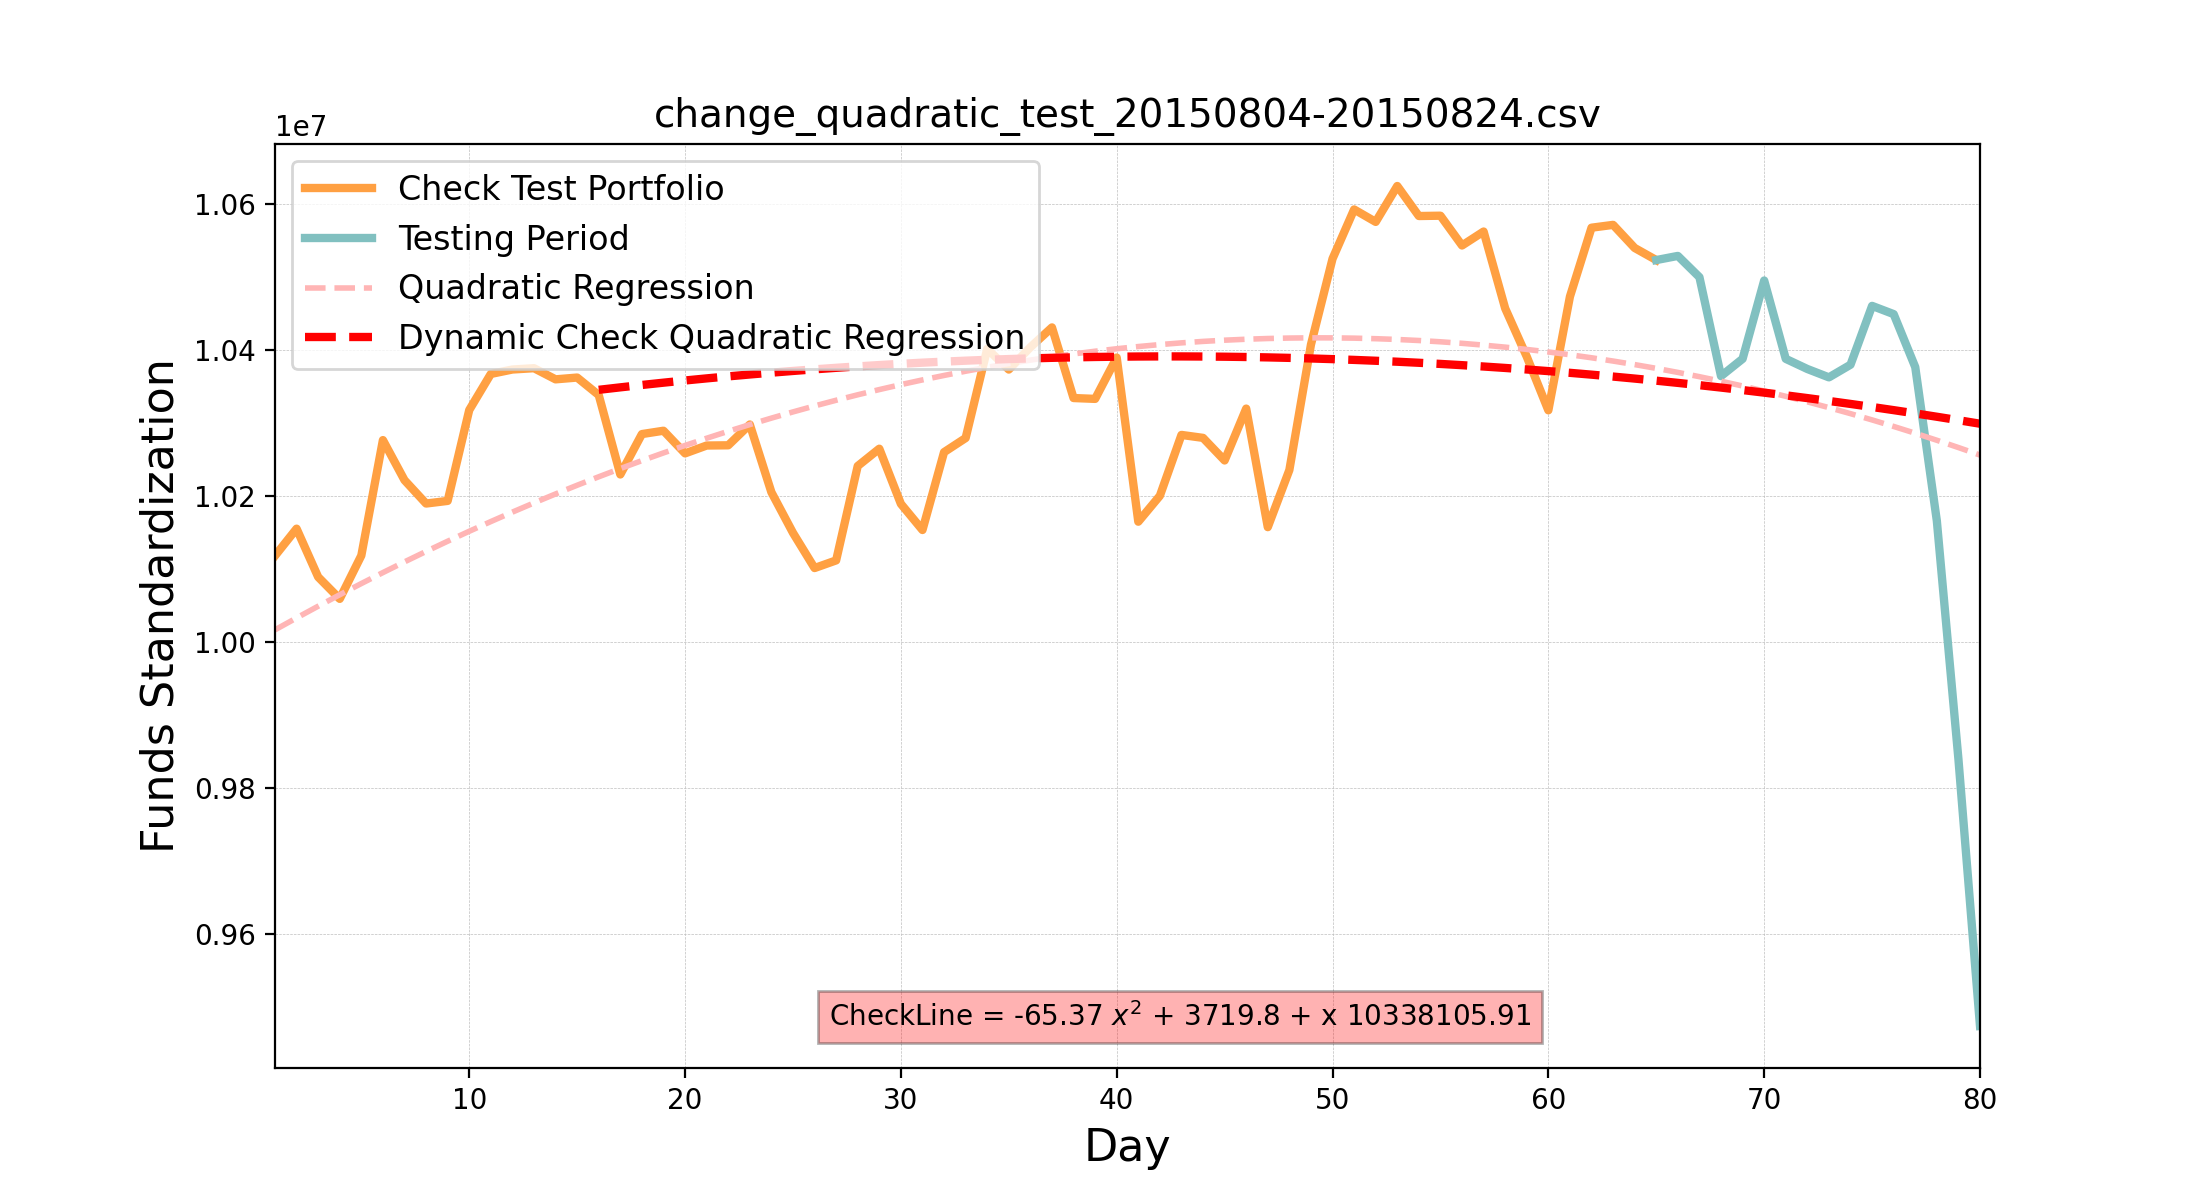 change_quadratic_test_20150804-20150824.csv
1e7
Check Test Portfolio
Testing Period
Quadratic Regression
Dynamic Check Quadratic Regression
1.06
1.04
1.02
1.00
0.98
0.96
Funds Standardization
CheckLine = -65.37 x² + 3719.8 + x 10338105.91
10 20 30 40 50 60 70 80
Day